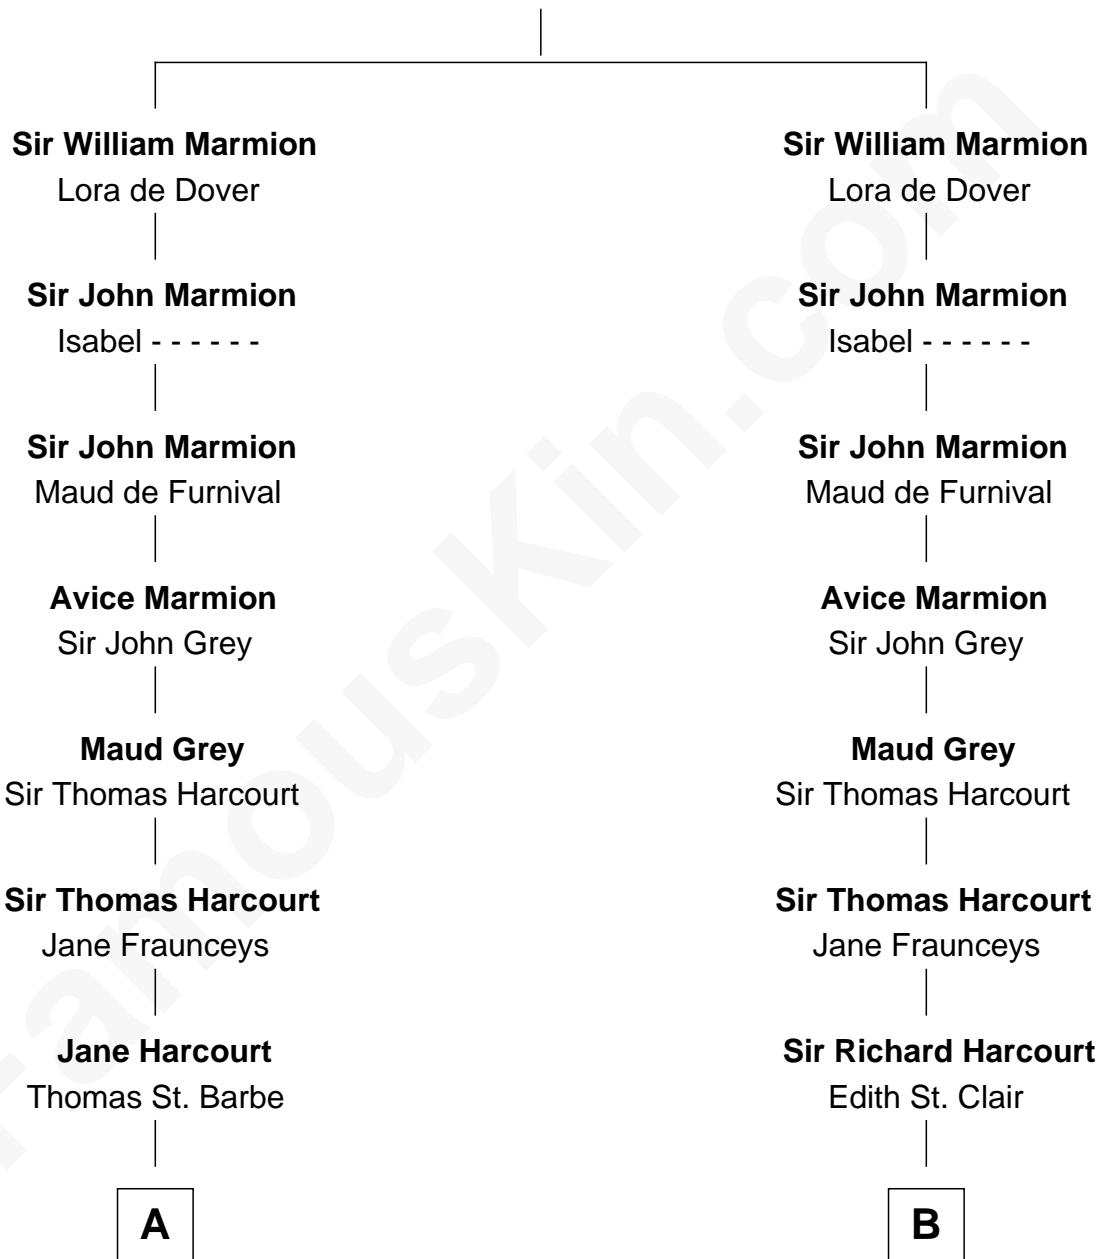 Sir William Marmion
Lora de Dover
Sir John Marmion
Isabel - - - - - -
Sir John Marmion
Maud de Furnival
Avice Marmion
Sir John Grey
Maud Grey
Sir Thomas Harcourt
Sir Thomas Harcourt
Jane Fraunceys
Jane Harcourt
Thomas St. Barbe
A
Sir William Marmion
Lora de Dover
Sir John Marmion
Isabel - - - - - -
Sir John Marmion
Maud de Furnival
Avice Marmion
Sir John Grey
Maud Grey
Sir Thomas Harcourt
Sir Thomas Harcourt
Jane Fraunceys
Sir Richard Harcourt
Edith St. Clair
B
FamousKin.com